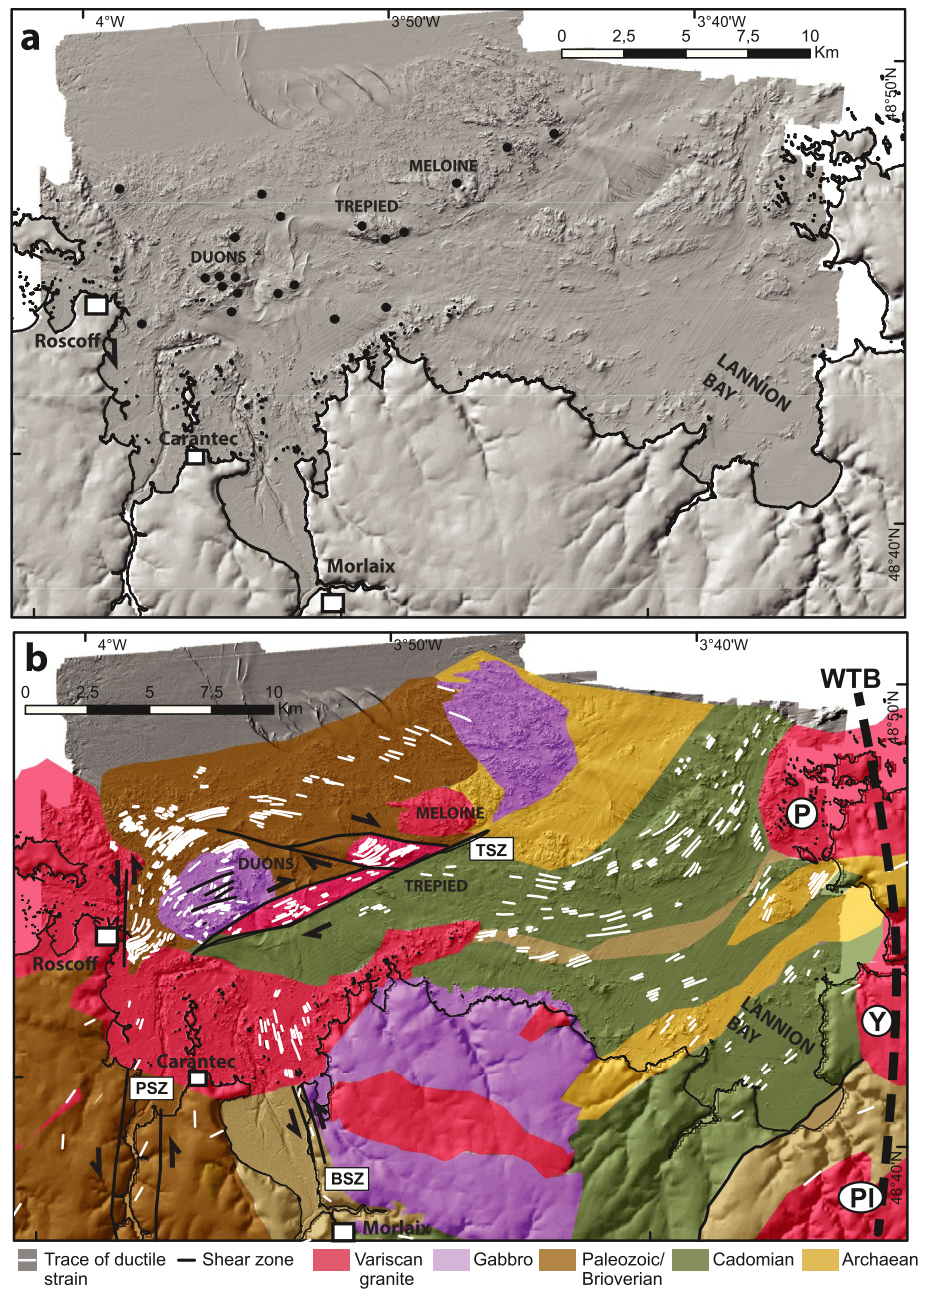 a
4°W
3°50'W
3°40'W
0
2,5
5
7,5
10
Km
48°50'N
MELOINE
TREPIED
DUONS
Roscoff
LANNION
BAY
Carantec
48°40'N
Morlaix
b
4°W
3°50'W
3°40'W
WTB
0
2,5
5
7,5
10
Km
48°50'N
MELOINE
P
TSZ
DUONS
TREPIED
Roscoff
LANNION
BAY
Y
Carantec
PSZ
48°40'N
BSZ
Pl
Morlaix
Trace of ductile
strain
Shear zone
Variscan
granite
Gabbro
Paleozoic/
Brioverian
Cadomian
Archaean